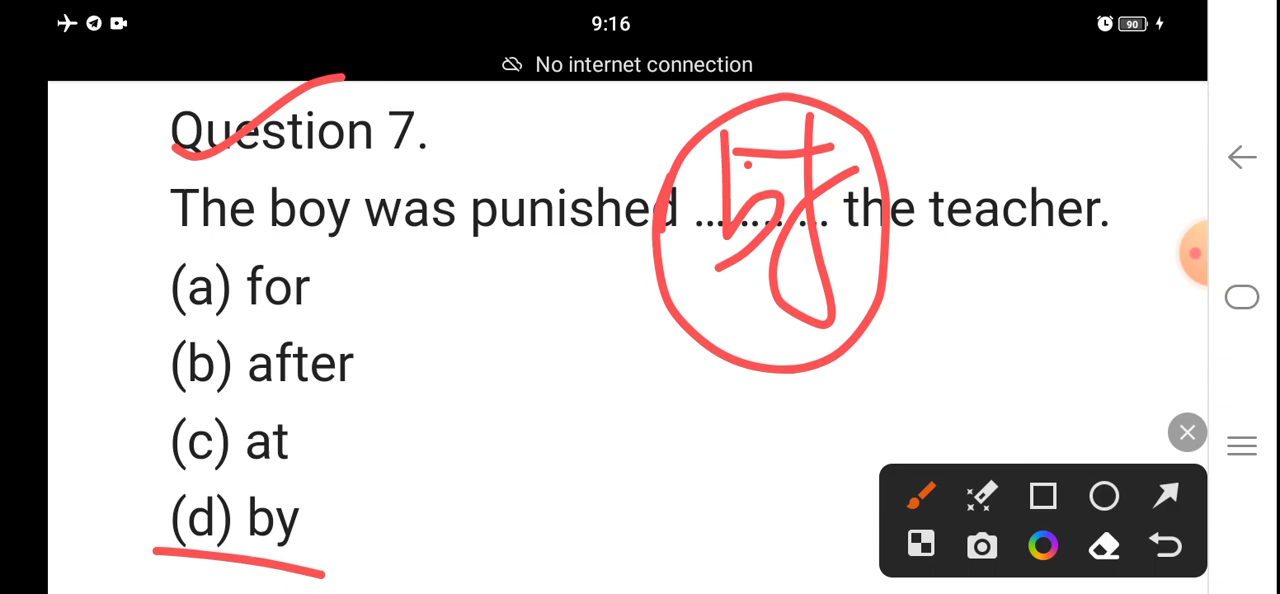 9:16
90
No internet connection
Question 7.
The boy was punished .......... the teacher.
by
(a) for
(b) after
(c) at
(d) by